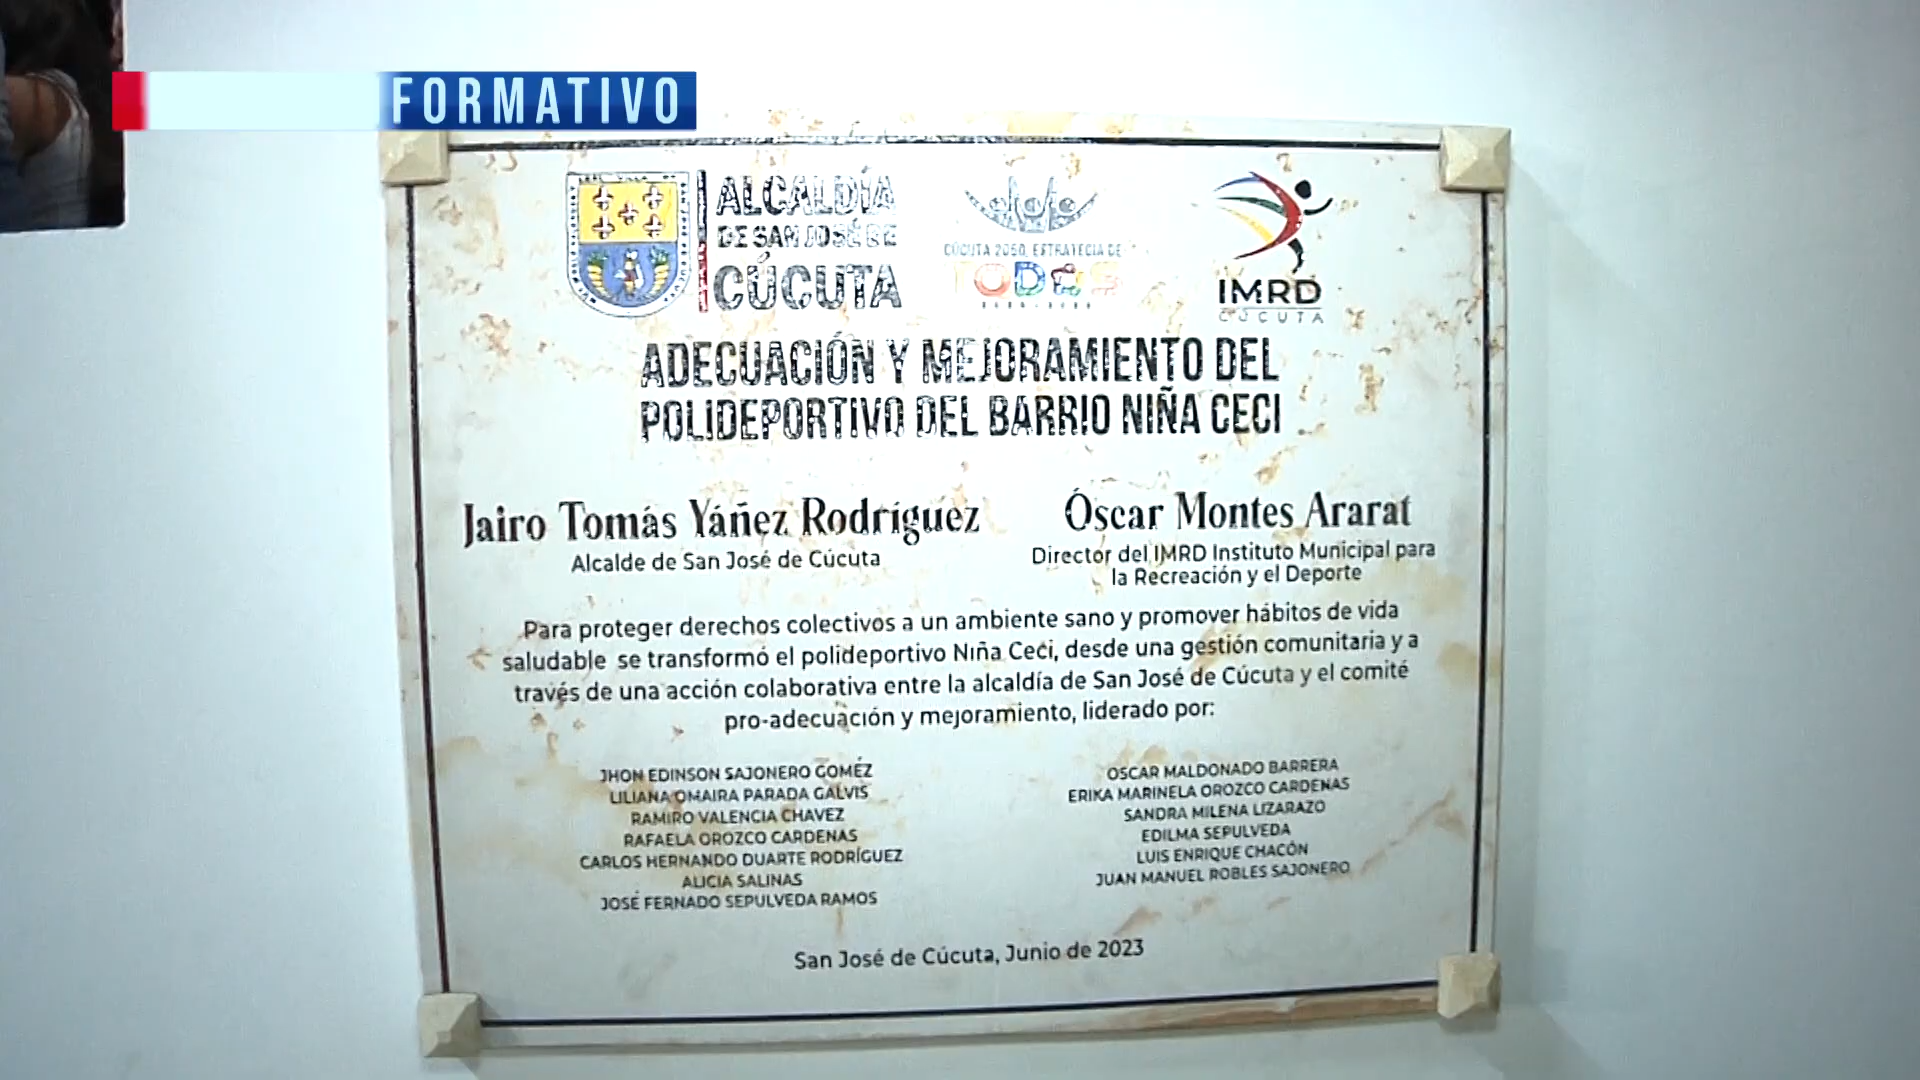 FORMATIVO
ALCALDÍA
DE SAN JOSÉ DE
CÚCUTA
CÚCUTA 2050, ESTRATEGIA DE
TODOS
IMRD
CÚCUTA
ADECUACIÓN Y MEJORAMIENTO DEL
POLIDEPORTIVO DEL BARRIO NIÑA CECI
Jairo Tomás Yáñez Rodríguez
Alcalde de San José de Cúcuta
Óscar Montes Ararat
Director del IMRD Instituto Municipal para
la Recreación y el Deporte
Para proteger derechos colectivos a un ambiente sano y promover hábitos de vida
saludable se transformó el polideportivo Niña Ceci, desde una gestión comunitaria y a
través de una acción colaborativa entre la alcaldía de San José de Cúcuta y el comité
pro-adecuación y mejoramiento, liderado por:
JHON EDINSON SAJONERO GOMÉZ
LILIANA OMAIRA PARADA GALVIS
RAMIRO VALENCIA CHAVEZ
RAFAELA OROZCO CARDENAS
CARLOS HERNANDO DUARTE RODRÍGUEZ
ALICIA SALINAS
JOSÉ FERNADO SEPULVEDA RAMOS
OSCAR MALDONADO BARRERA
ERIKA MARINELA OROZCO CARDENAS
SANDRA MILENA LIZARAZO
EDILMA SEPULVEDA
LUIS ENRIQUE CHACÓN
JUAN MANUEL ROBLES SAJONERO
San José de Cúcuta, Junio de 2023